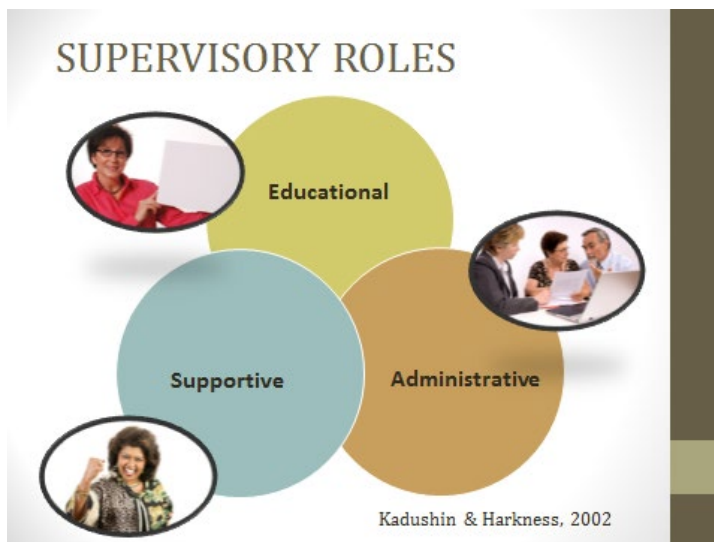 SUPERVISORY ROLES
Educational
Supportive
Administrative
Kadushin & Harkness, 2002